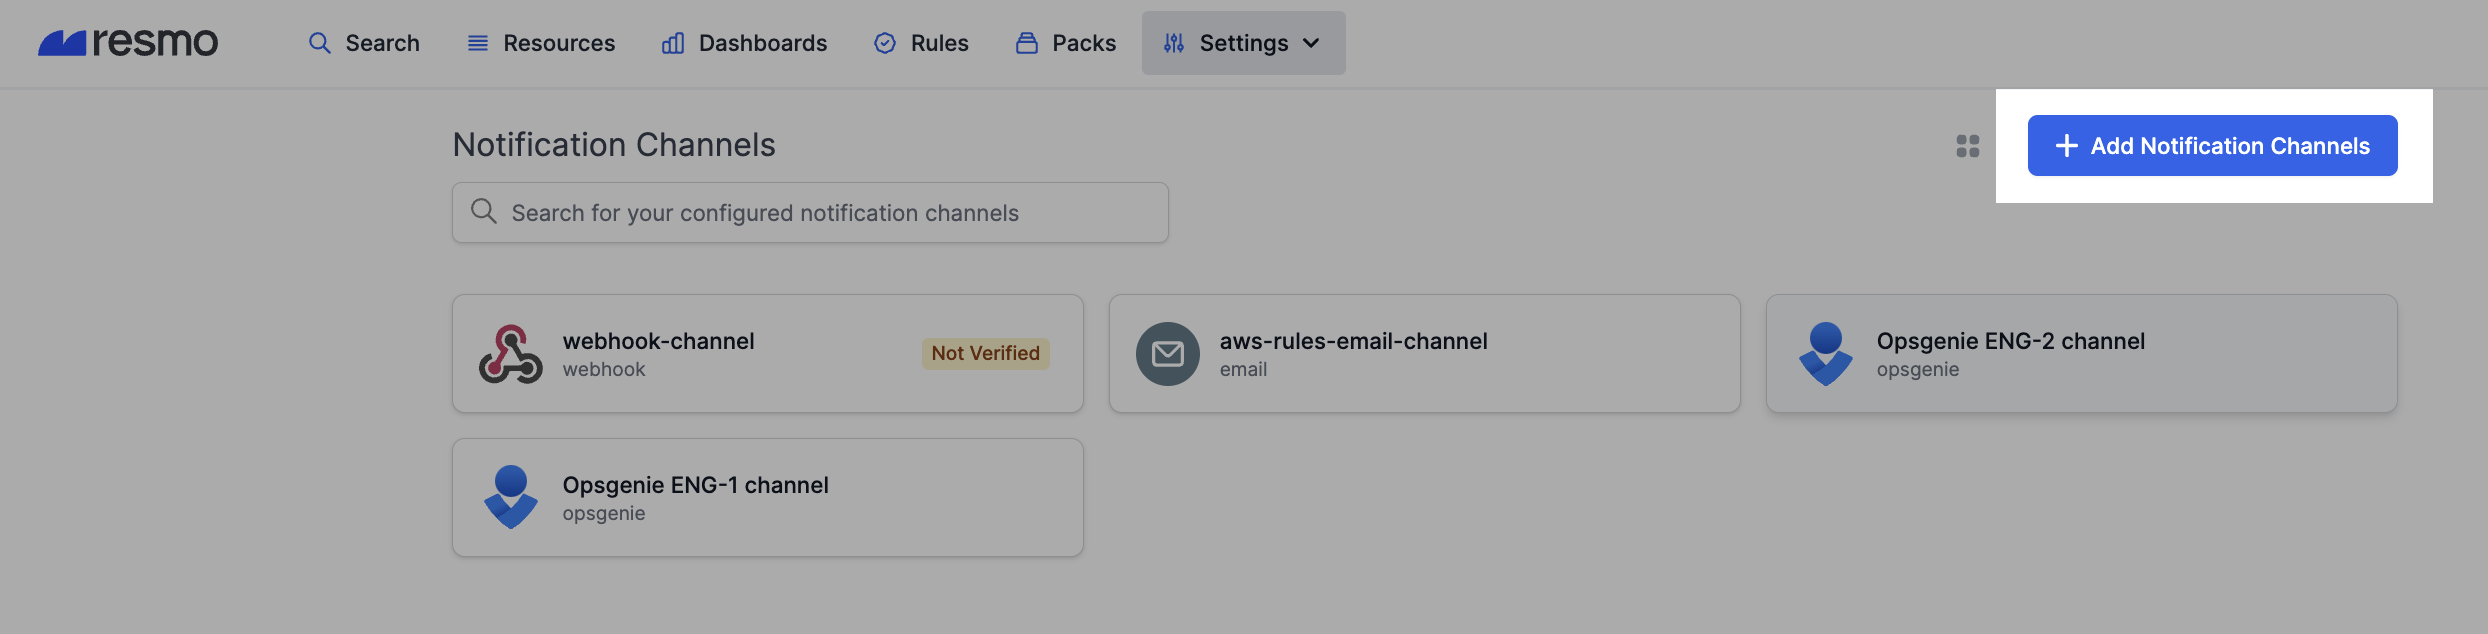 resmo
Search
Resources
Dashboards
Rules
Packs
Settings
Notification Channels
Add Notification Channels
Search for your configured notification channels
webhook-channel
webhook
Not Verified
aws-rules-email-channel
email
Opsgenie ENG-2 channel
opsgenie
Opsgenie ENG-1 channel
opsgenie